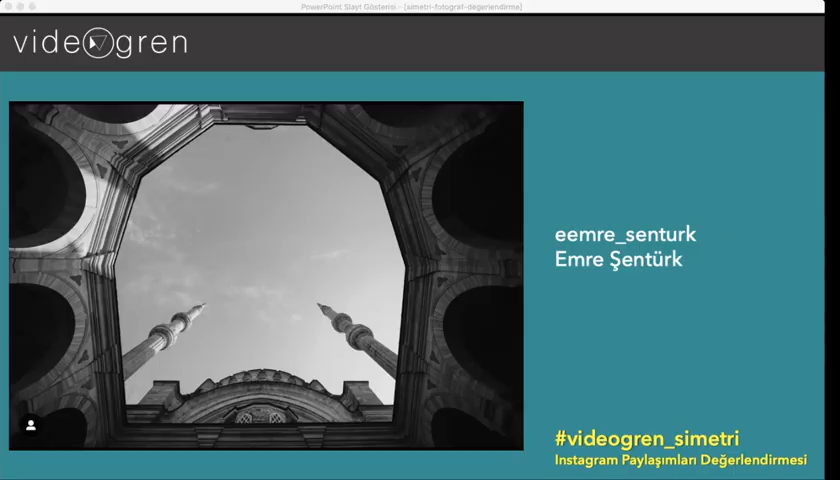 PowerPoint Slayt Gösterisi - [simetri-fotograf-degerlendirme]
videogren
eemre_senturk
Emre Şentürk
#videogren_simetri
Instagram Paylaşımları Değerlendirmesi